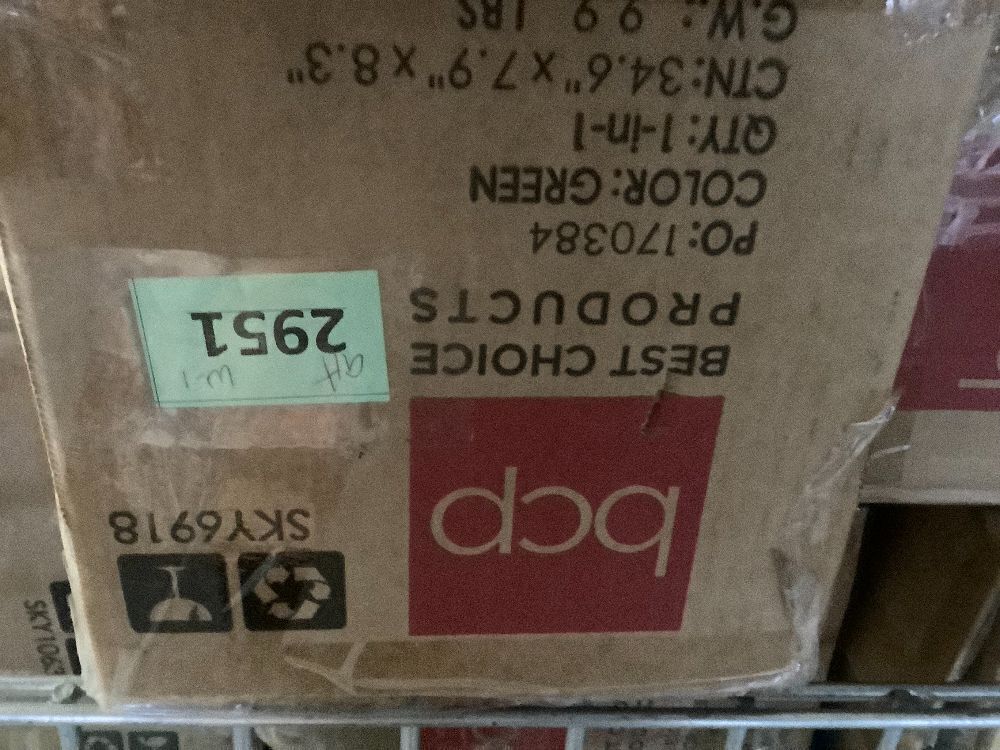 bcp
BEST CHOICE
PRODUCTS
PO: 170384
COLOR: GREEN
QTY: 1-in-1
CTN: 34.6" x 7.9" x 8.3"
G.W.: 9.9 LBS
SKY6918
2951
W-1